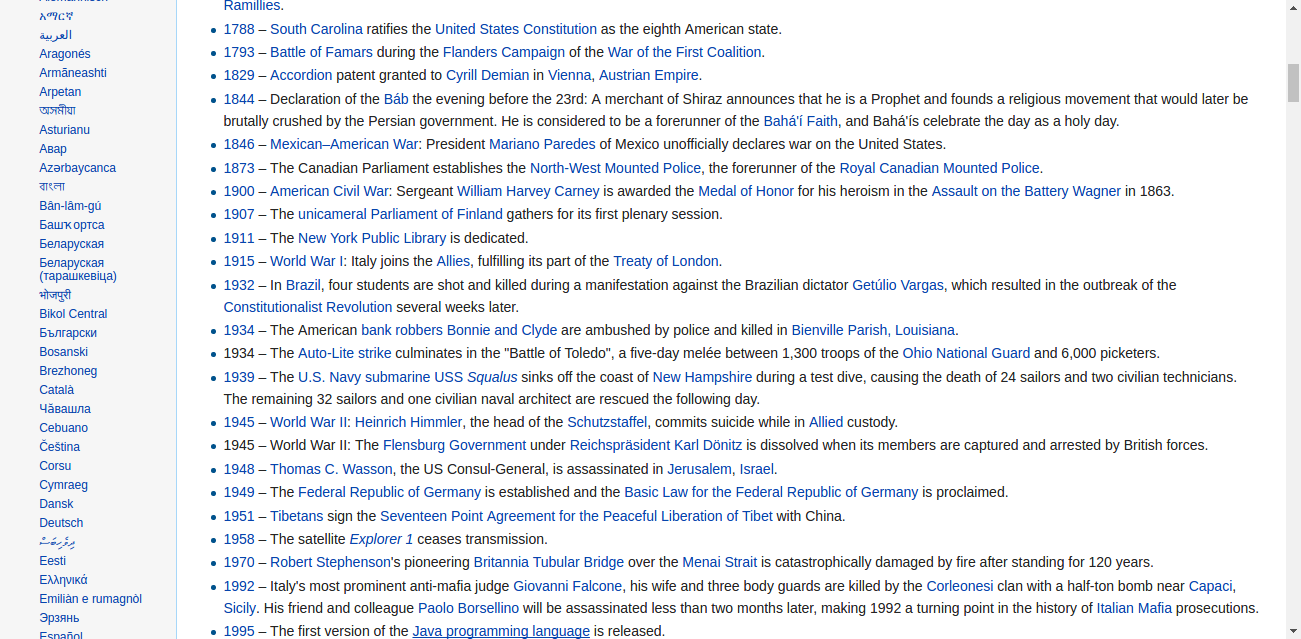 አማርኛ
العربية
Aragonés
Armãneashti
Arpetan
অসমীয়া
Asturianu
Авар
Azərbaycanca
বাংলা
Bân-lâm-gú
Башҡортса
Беларуская
Беларуская
(тарашкевіца)
भोजपुरी
Bikol Central
Български
Bosanski
Brezhoneg
Català
Чӑвашла
Cebuano
Čeština
Corsu
Cymraeg
Dansk
Deutsch
ދިވެހިބަސް
Eesti
Ελληνικά
Emiliàn e rumagnòl
Эрзянь
Español
Ramillies.
1788 – South Carolina ratifies the United States Constitution as the eighth American state.
1793 – Battle of Famars during the Flanders Campaign of the War of the First Coalition.
1829 – Accordion patent granted to Cyrill Demian in Vienna, Austrian Empire.
1844 – Declaration of the Báb the evening before the 23rd: A merchant of Shiraz announces that he is a Prophet and founds a religious movement that would later be
brutally crushed by the Persian government. He is considered to be a forerunner of the Bahá'í Faith, and Bahá'ís celebrate the day as a holy day.
1846 – Mexican–American War: President Mariano Paredes of Mexico unofficially declares war on the United States.
1873 – The Canadian Parliament establishes the North-West Mounted Police, the forerunner of the Royal Canadian Mounted Police.
1900 – American Civil War: Sergeant William Harvey Carney is awarded the Medal of Honor for his heroism in the Assault on the Battery Wagner in 1863.
1907 – The unicameral Parliament of Finland gathers for its first plenary session.
1911 – The New York Public Library is dedicated.
1915 – World War I: Italy joins the Allies, fulfilling its part of the Treaty of London.
1932 – In Brazil, four students are shot and killed during a manifestation against the Brazilian dictator Getúlio Vargas, which resulted in the outbreak of the
Constitutionalist Revolution several weeks later.
1934 – The American bank robbers Bonnie and Clyde are ambushed by police and killed in Bienville Parish, Louisiana.
1934 – The Auto-Lite strike culminates in the "Battle of Toledo", a five-day melée between 1,300 troops of the Ohio National Guard and 6,000 picketers.
1939 – The U.S. Navy submarine USS Squalus sinks off the coast of New Hampshire during a test dive, causing the death of 24 sailors and two civilian technicians.
The remaining 32 sailors and one civilian naval architect are rescued the following day.
1945 – World War II: Heinrich Himmler, the head of the Schutzstaffel, commits suicide while in Allied custody.
1945 – World War II: The Flensburg Government under Reichspräsident Karl Dönitz is dissolved when its members are captured and arrested by British forces.
1948 – Thomas C. Wasson, the US Consul-General, is assassinated in Jerusalem, Israel.
1949 – The Federal Republic of Germany is established and the Basic Law for the Federal Republic of Germany is proclaimed.
1951 – Tibetans sign the Seventeen Point Agreement for the Peaceful Liberation of Tibet with China.
1958 – The satellite Explorer 1 ceases transmission.
1970 – Robert Stephenson's pioneering Britannia Tubular Bridge over the Menai Strait is catastrophically damaged by fire after standing for 120 years.
1992 – Italy's most prominent anti-mafia judge Giovanni Falcone, his wife and three body guards are killed by the Corleonesi clan with a half-ton bomb near Capaci,
Sicily. His friend and colleague Paolo Borsellino will be assassinated less than two months later, making 1992 a turning point in the history of Italian Mafia prosecutions.
1995 – The first version of the Java programming language is released.